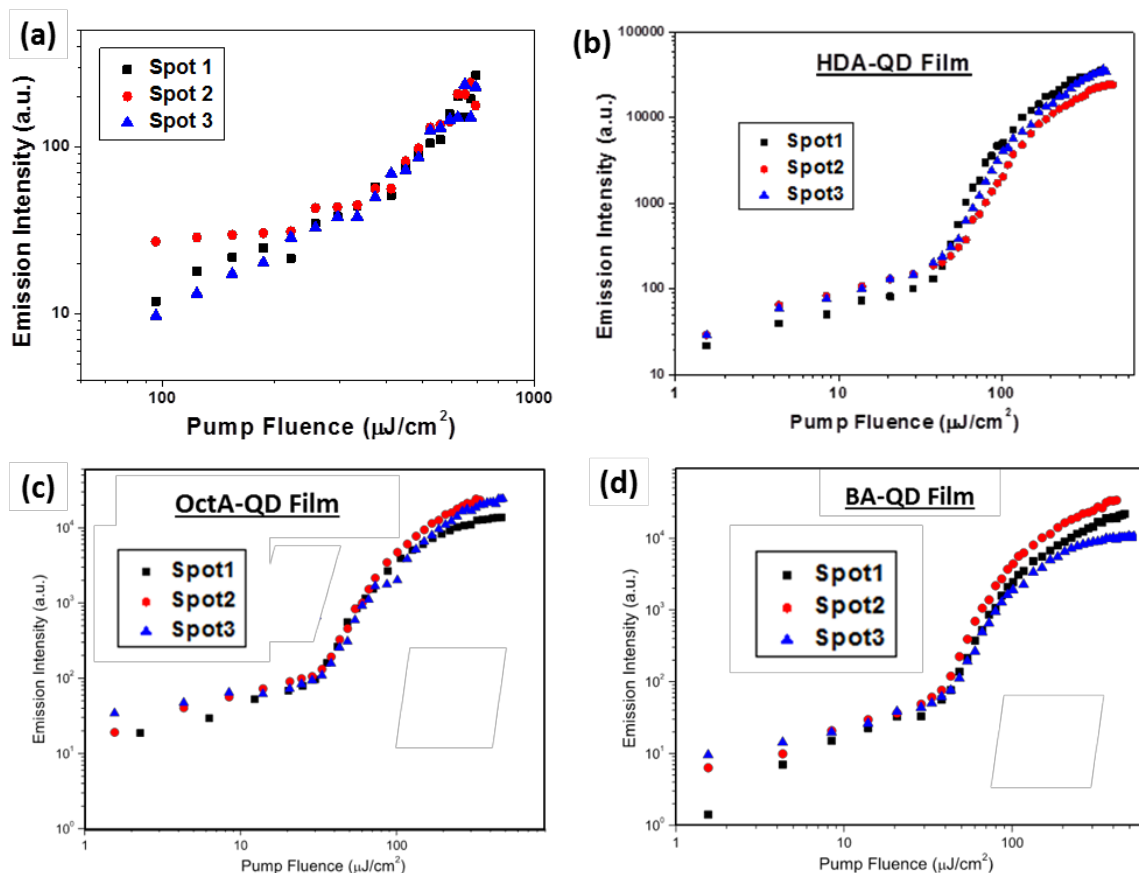 (a)
Spot 1
Spot 2
Spot 3
100
10
Emission Intensity (a.u.)
100
1000
Pump Fluence (μJ/cm²)
(b)
HDA-QD Film
Spot1
Spot2
Spot3
100000
10000
1000
100
10
Emission Intensity (a.u.)
1
10
100
Pump Fluence (μJ/cm²)
(c)
OctA-QD Film
Spot1
Spot2
Spot3
10⁴
10³
10²
10¹
10⁰
Emission Intensity (a.u.)
1
10
100
Pump Fluence (μJ/cm²)
(d)
BA-QD Film
Spot1
Spot2
Spot3
10⁴
10³
10²
10¹
10⁰
Emission Intensity (a.u.)
1
10
100
Pump Fluence (μJ/cm²)